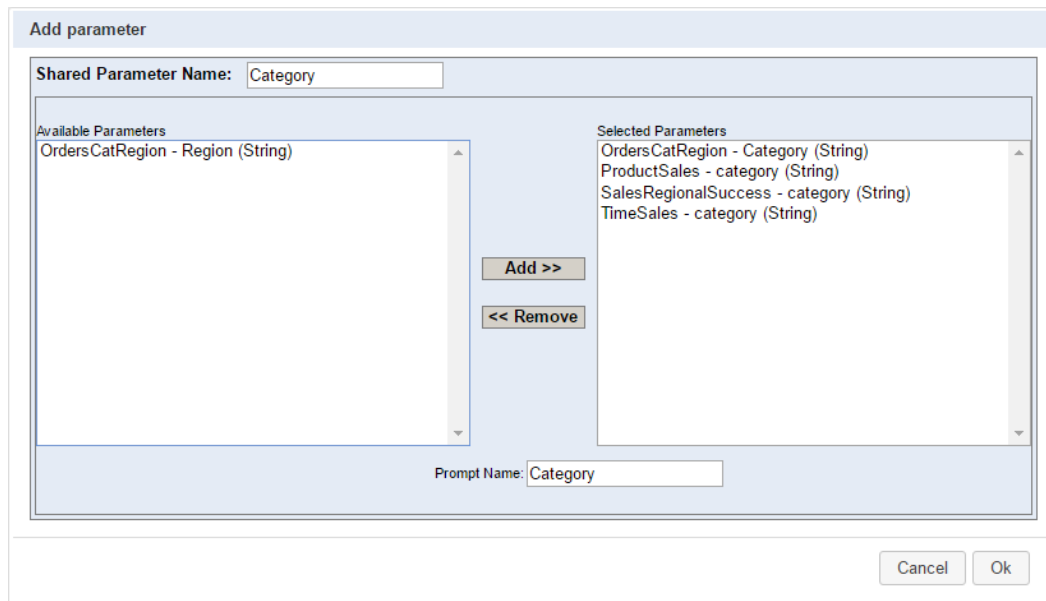 Add parameter
Shared Parameter Name: Category
Available Parameters
OrdersCatRegion - Region (String)
Selected Parameters
OrdersCatRegion - Category (String)
ProductSales - category (String)
SalesRegionalSuccess - category (String)
TimeSales - category (String)
Add >>
<< Remove
Prompt Name: Category
Cancel Ok